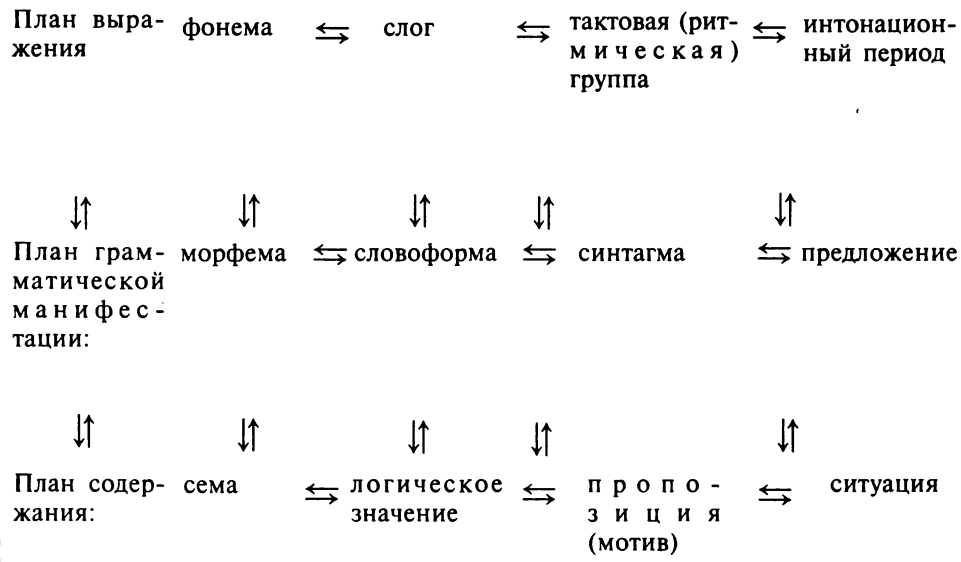 План выра-
жения
фонема
⇆
слог
⇆
тактовая (рит-
мическая)
группа
⇆
интонацион-
ный период
⇵ ⇵ ⇵ ⇵ ⇵
План грам-
матической
манифес-
тации:
морфема
⇆
словоформа
⇆
синтагма
⇆
предложение
⇵ ⇵ ⇵ ⇵ ⇵
План содер-
жания:
сема
⇆
логическое
значение
⇆
пропо-
зиция
(мотив)
⇆
ситуация